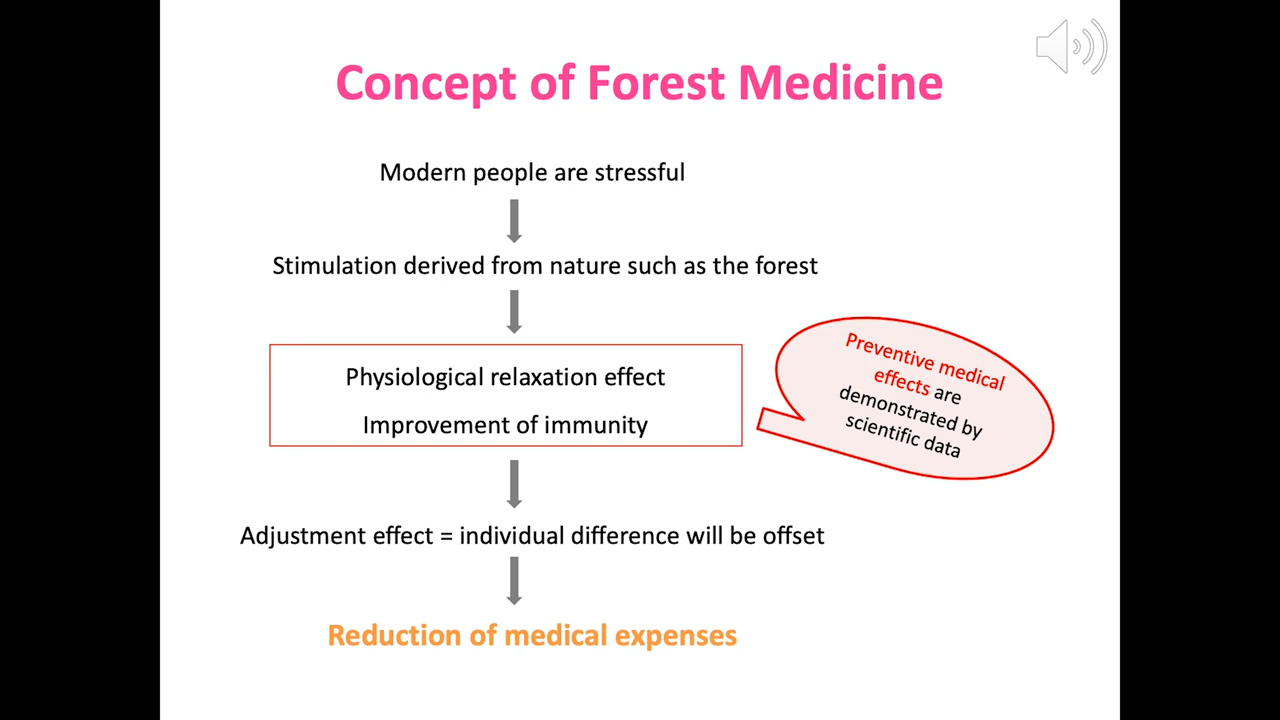 Concept of Forest Medicine
Modern people are stressful
Stimulation derived from nature such as the forest
Physiological relaxation effect
Improvement of immunity
Preventive medical
effects are
demonstrated by
scientific data
Adjustment effect = individual difference will be offset
Reduction of medical expenses